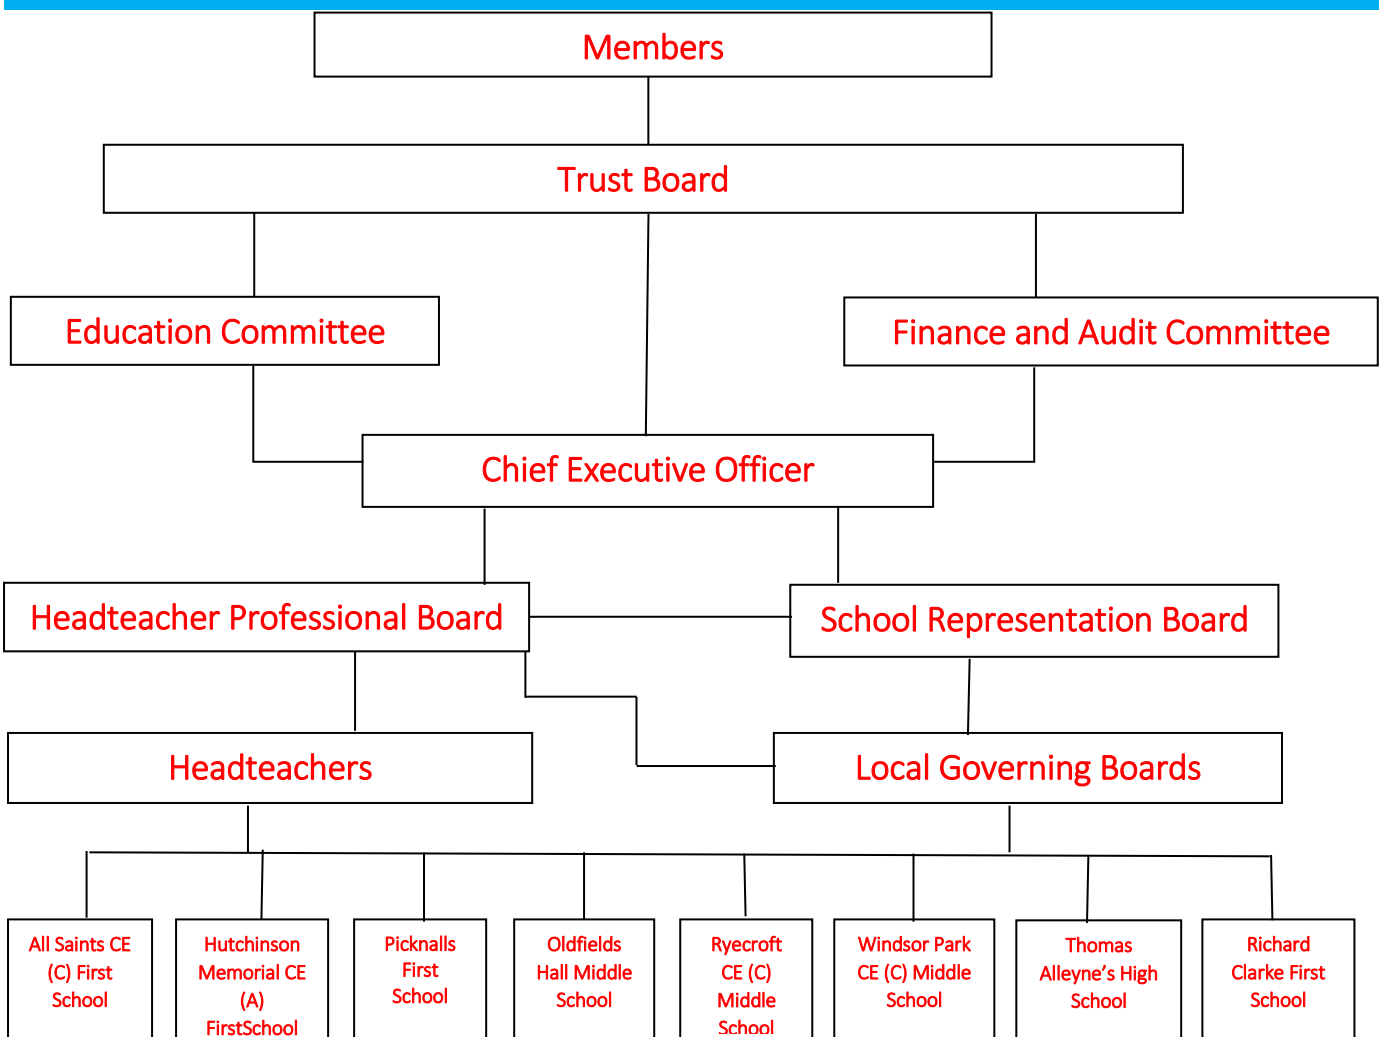 Members
Trust Board
Education Committee
Finance and Audit Committee
Chief Executive Officer
Headteacher Professional Board
School Representation Board
Headteachers
Local Governing Boards
All Saints CE
(C) First
School
Hutchinson
Memorial CE
(A)
FirstSchool
Picknalls
First
School
Oldfields
Hall Middle
School
Ryecroft
CE (C)
Middle
School
Windsor Park
CE (C) Middle
School
Thomas
Alleyne’s High
School
Richard
Clarke First
School